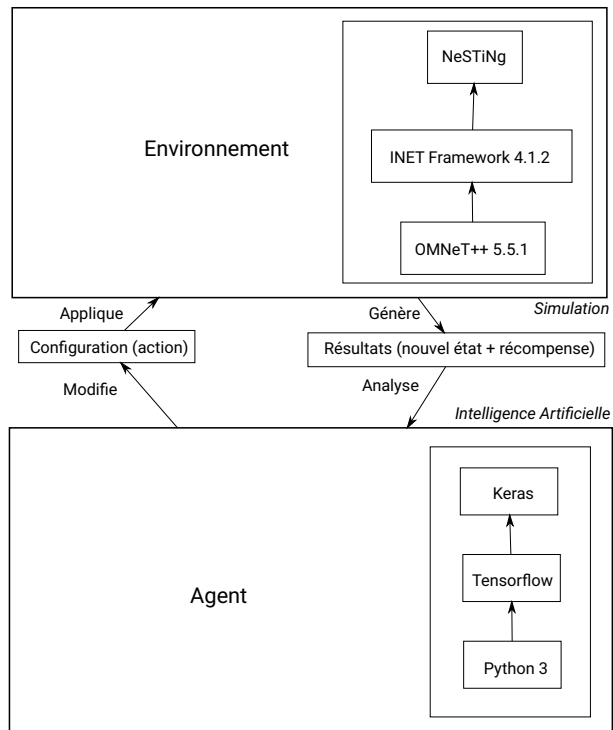 NeSTiNg
Environnement
INET Framework 4.1.2
OMNeT++ 5.5.1
Applique
Génère
Simulation
Configuration (action)
Résultats (nouvel état + récompense)
Modifie
Analyse
Intelligence Artificielle
Keras
Tensorflow
Agent
Python 3